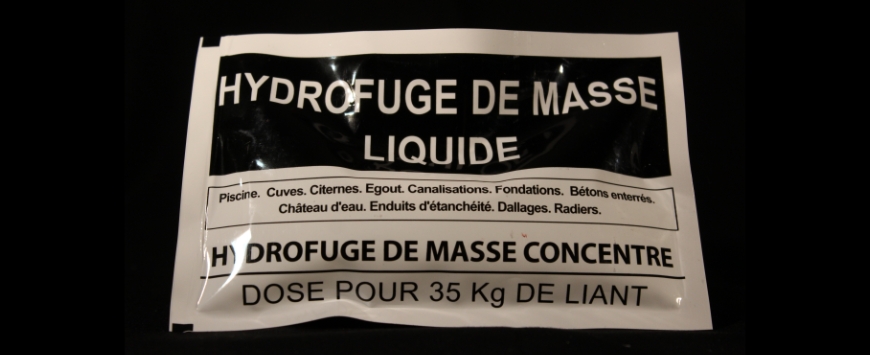 HYDROFUGE DE MASSE
LIQUIDE
Piscine. Cuves. Citernes. Egout. Canalisations. Fondations. Bétons enterrés.
Château d'eau. Enduits d'étanchéité. Dallages. Radiers.
HYDROFUGE DE MASSE CONCENTRE
DOSE POUR 35 Kg DE LIANT